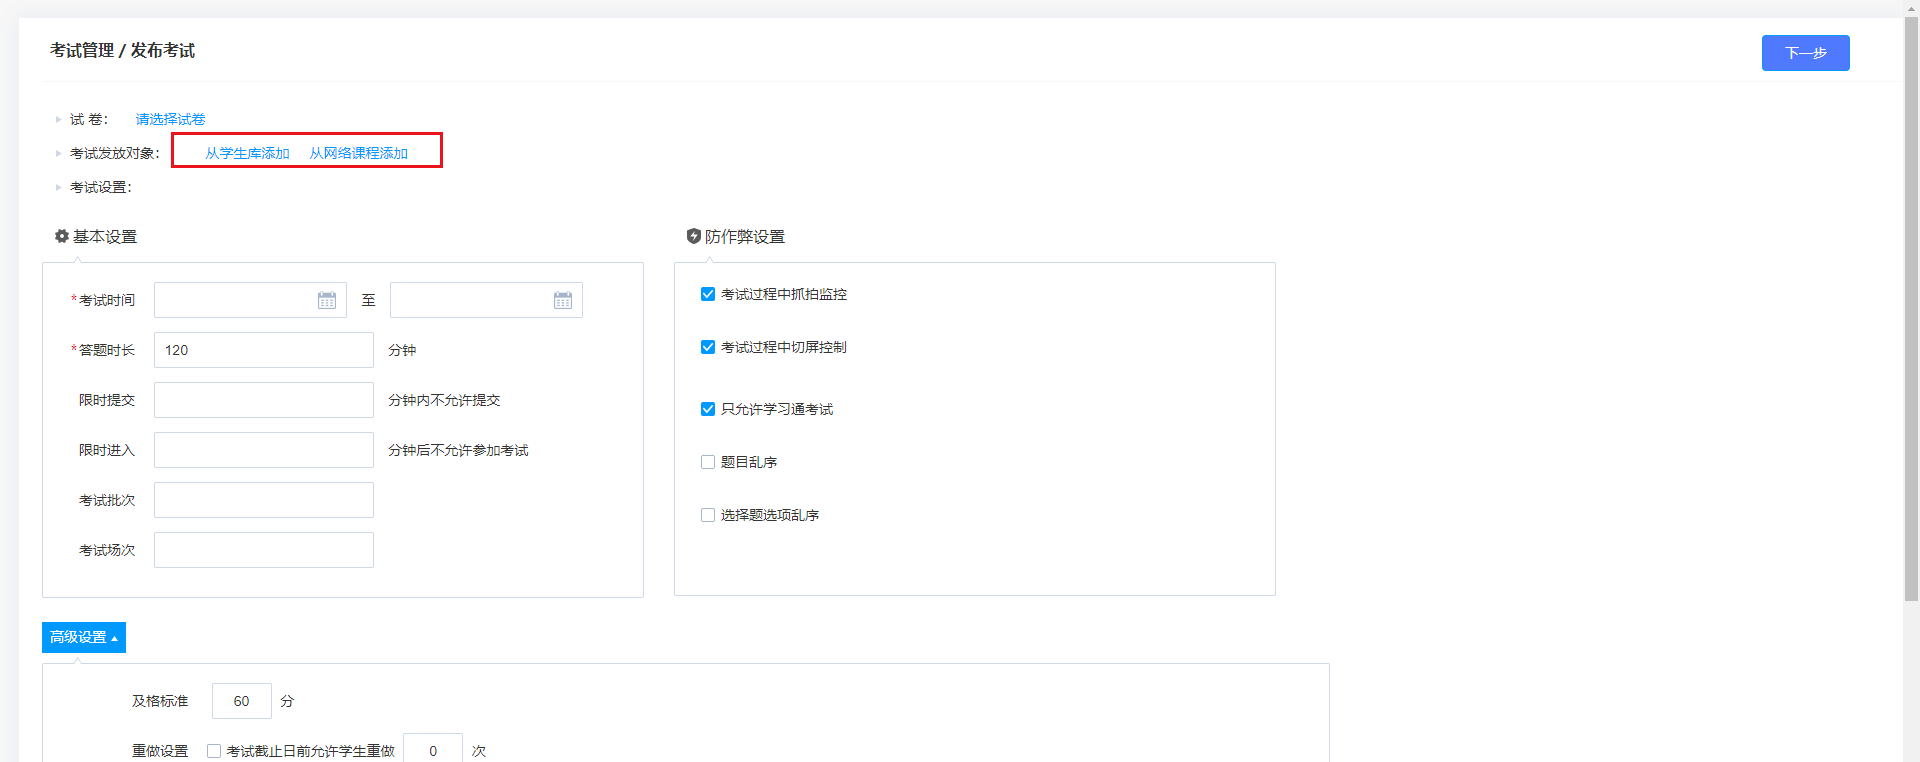 考试管理 / 发布考试
下一步
试 卷： 请选择试卷
考试发放对象： 从学生库添加 从网络课程添加
考试设置：
基本设置
*考试时间 至
*答题时长 120 分钟
限时提交 分钟内不允许提交
限时进入 分钟后不允许参加考试
考试批次
考试场次
防作弊设置
考试过程中抓拍监控
考试过程中切屏控制
只允许学习通考试
题目乱序
选择题选项乱序
高级设置
及格标准 60 分
重做设置 考试截止日前允许学生重做 0 次